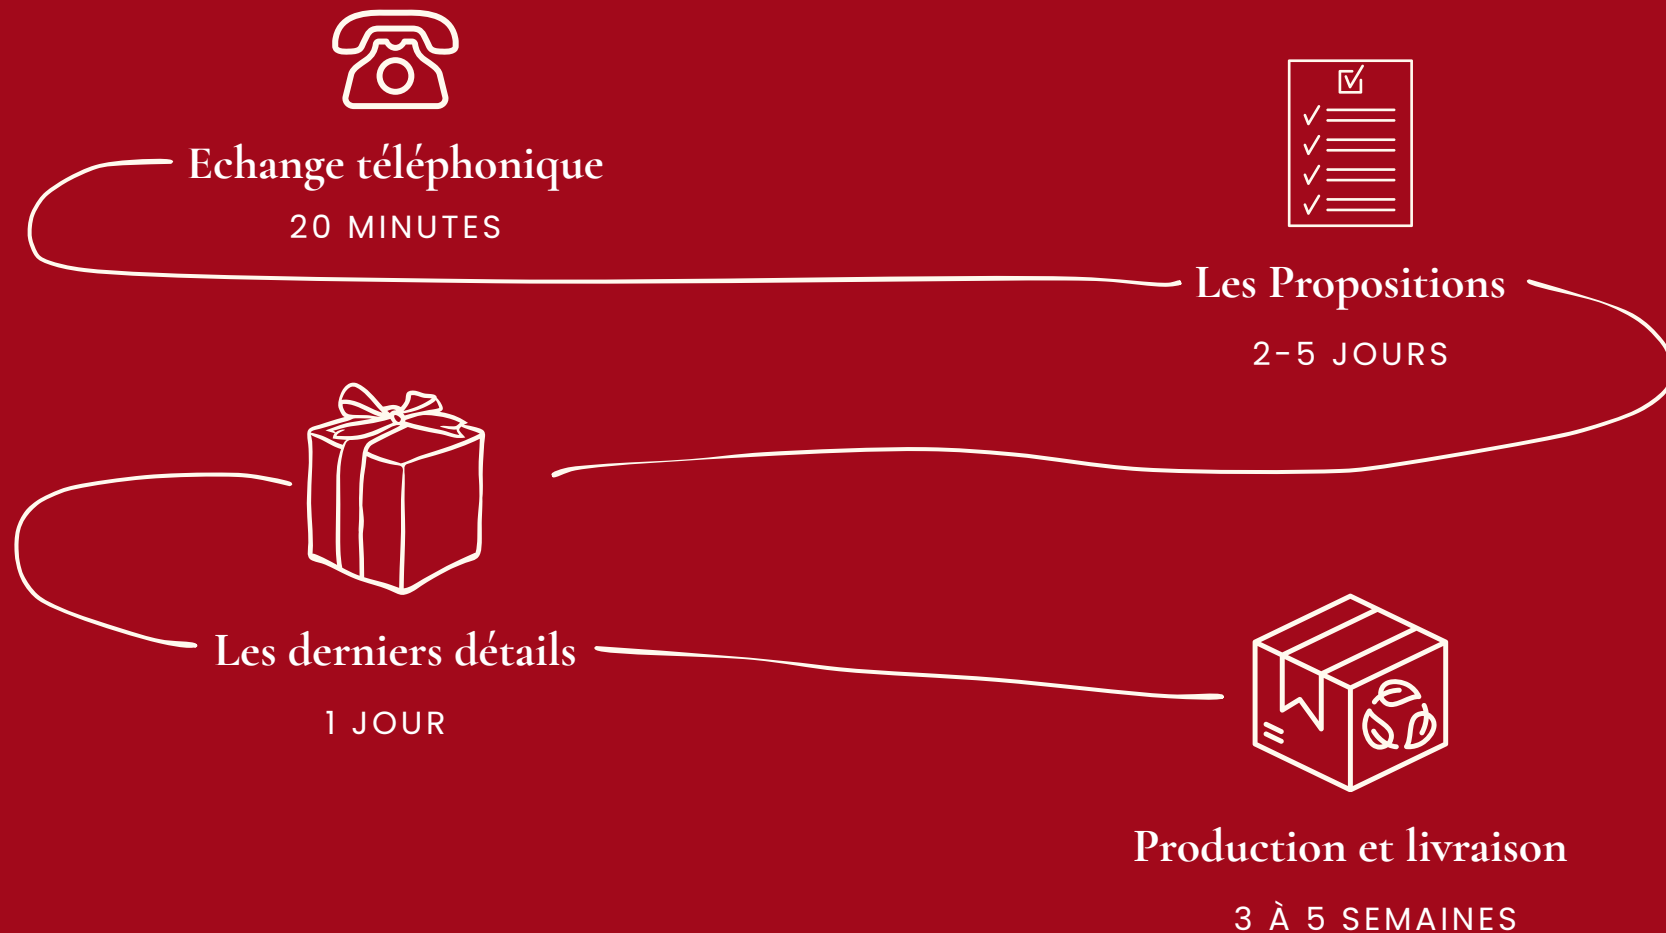 Echange téléphonique
20 MINUTES
Les Propositions
2-5 JOURS
Les derniers détails
1 JOUR
Production et livraison
3 À 5 SEMAINES